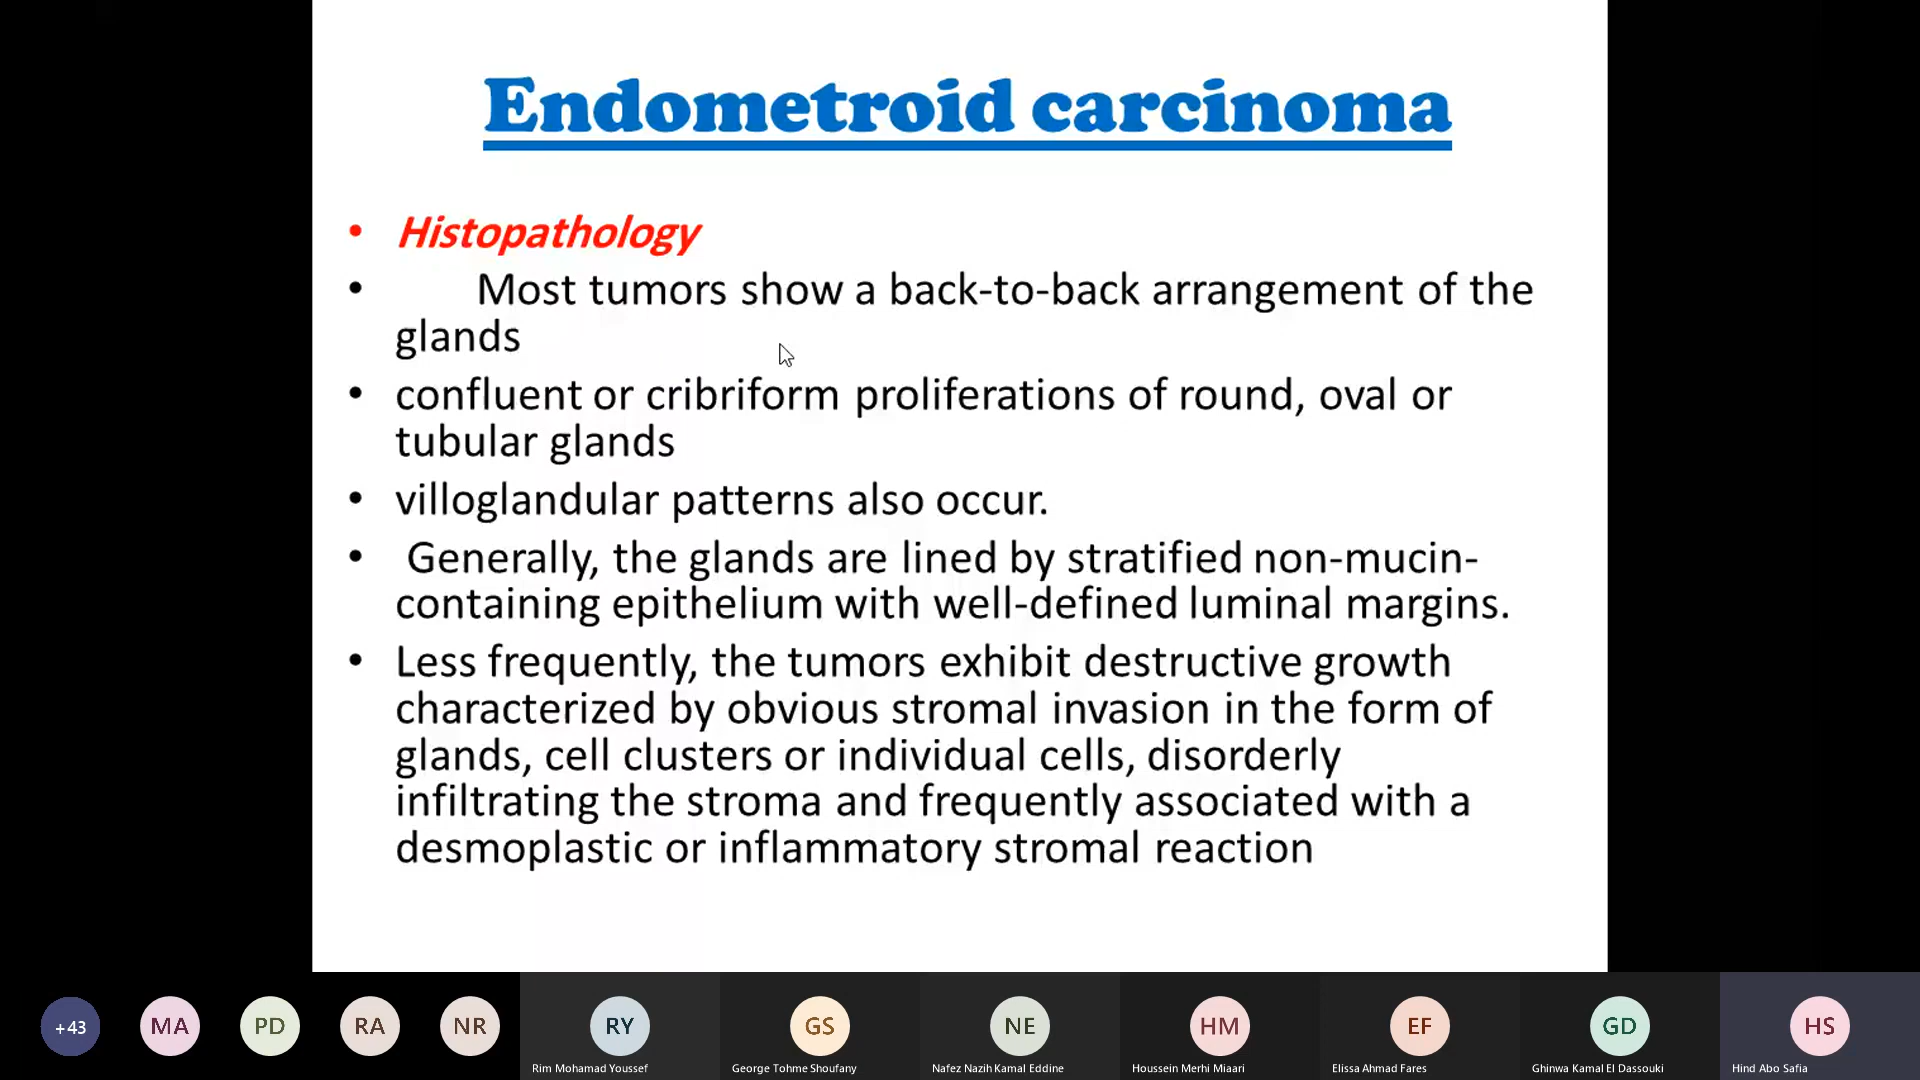 Endometroid carcinoma
• Histopathology
• Most tumors show a back-to-back arrangement of the
glands
• confluent or cribriform proliferations of round, oval or
tubular glands
• villoglandular patterns also occur.
• Generally, the glands are lined by stratified non-mucin-
containing epithelium with well-defined luminal margins.
• Less frequently, the tumors exhibit destructive growth
characterized by obvious stromal invasion in the form of
glands, cell clusters or individual cells, disorderly
infiltrating the stroma and frequently associated with a
desmoplastic or inflammatory stromal reaction
+43 MA PD RA NR RY GS NE HM EF GD HS
Rim Mohamad Youssef George Tohme Shoufany Nafez Nazih Kamal Eddine Houssein Merhi Miaari Elissa Ahmad Fares Ghinwa Kamal El Dassouki Hind Abo Safia